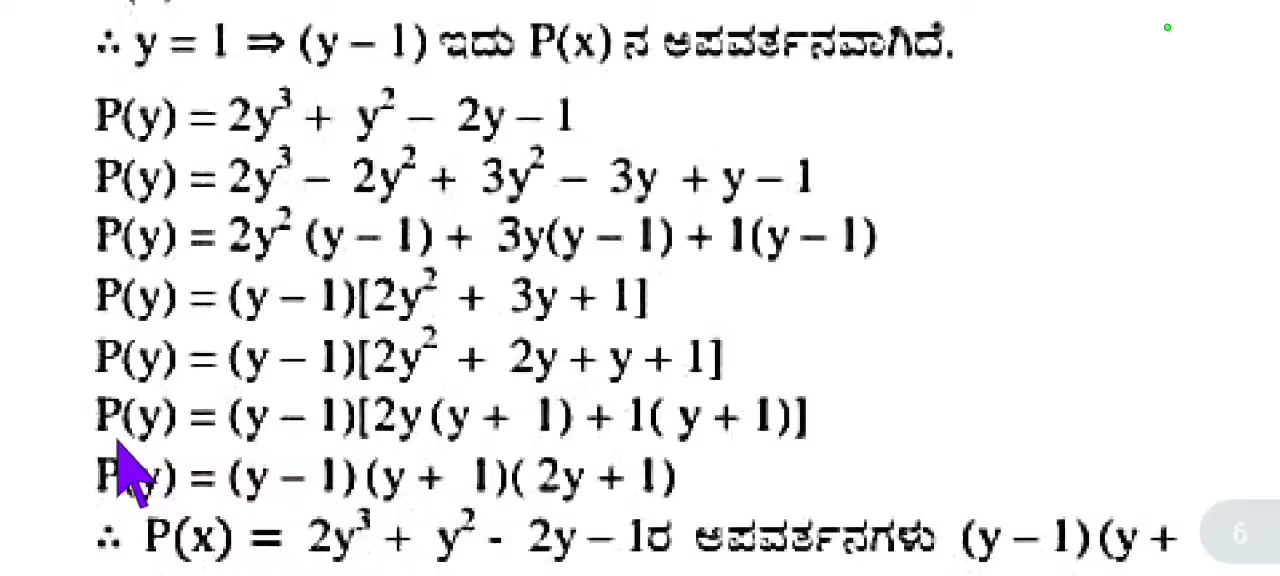 ∴ y = 1 ⇒ (y – 1) ಇದು P(x) ನ ಅಪವರ್ತನವಾಗಿದೆ.
P(y) = 2y³ + y² – 2y – 1
P(y) = 2y³ – 2y² + 3y² – 3y + y – 1
P(y) = 2y² (y – 1) + 3y(y – 1) + 1(y – 1)
P(y) = (y – 1)[2y² + 3y + 1]
P(y) = (y – 1)[2y² + 2y + y + 1]
P(y) = (y – 1)[2y (y + 1) + 1( y + 1)]
P(y) = (y – 1) (y + 1)( 2y + 1)
∴ P(x) = 2y³ + y² - 2y – 1ರ ಅಪವರ್ತನಗಳು (y – 1) (y +
6